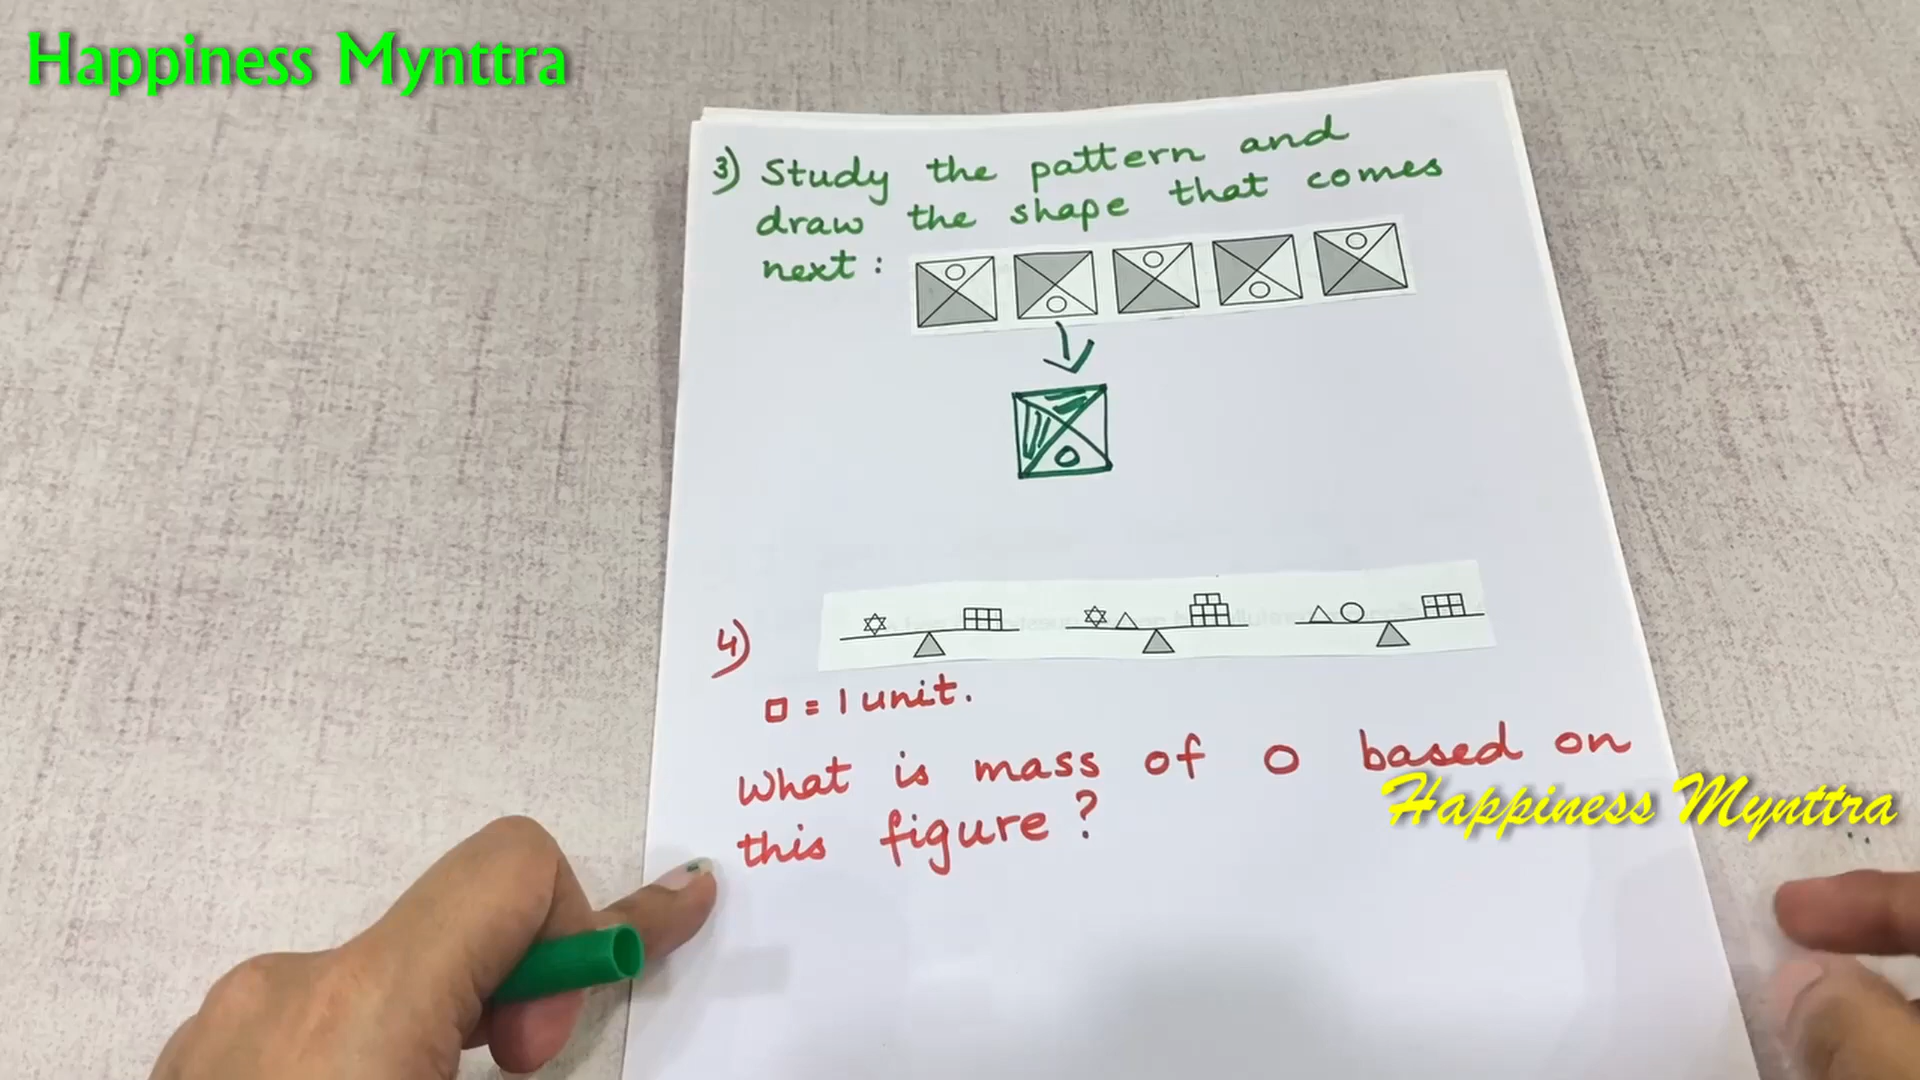 Happiness Mynttra
3) Study the pattern and
draw the shape that comes
next :
4)
□ = 1 unit.
What is mass of O based on
this figure ?
Happiness Mynttra